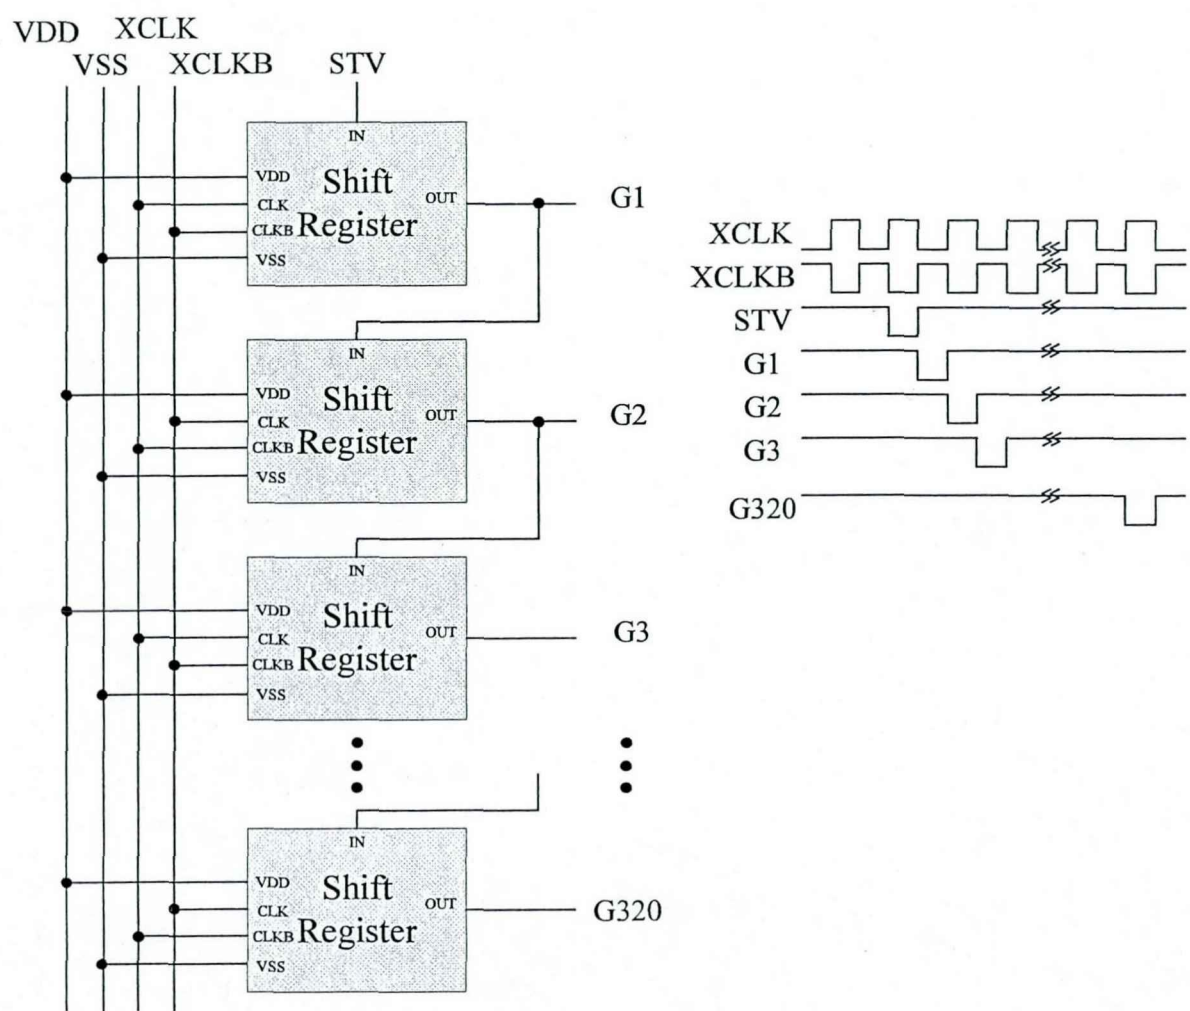 VDD
XCLK
VSS
XCLKB
STV
IN
VDD
Shift
CLK
OUT
G1
CLKB
Register
VSS
IN
VDD
Shift
CLK
OUT
G2
CLKB
Register
VSS
IN
VDD
Shift
CLK
OUT
G3
CLKB
Register
VSS
IN
VDD
Shift
CLK
OUT
G320
CLKB
Register
VSS
XCLK
XCLKB
STV
G1
G2
G3
G320